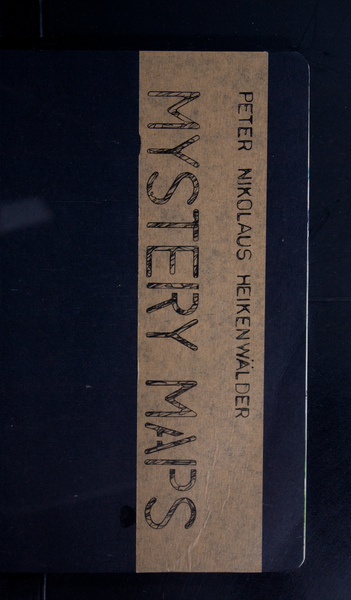 PETER NIKOLAUS HEIKENWÄLDER
MYSTERY MAPS